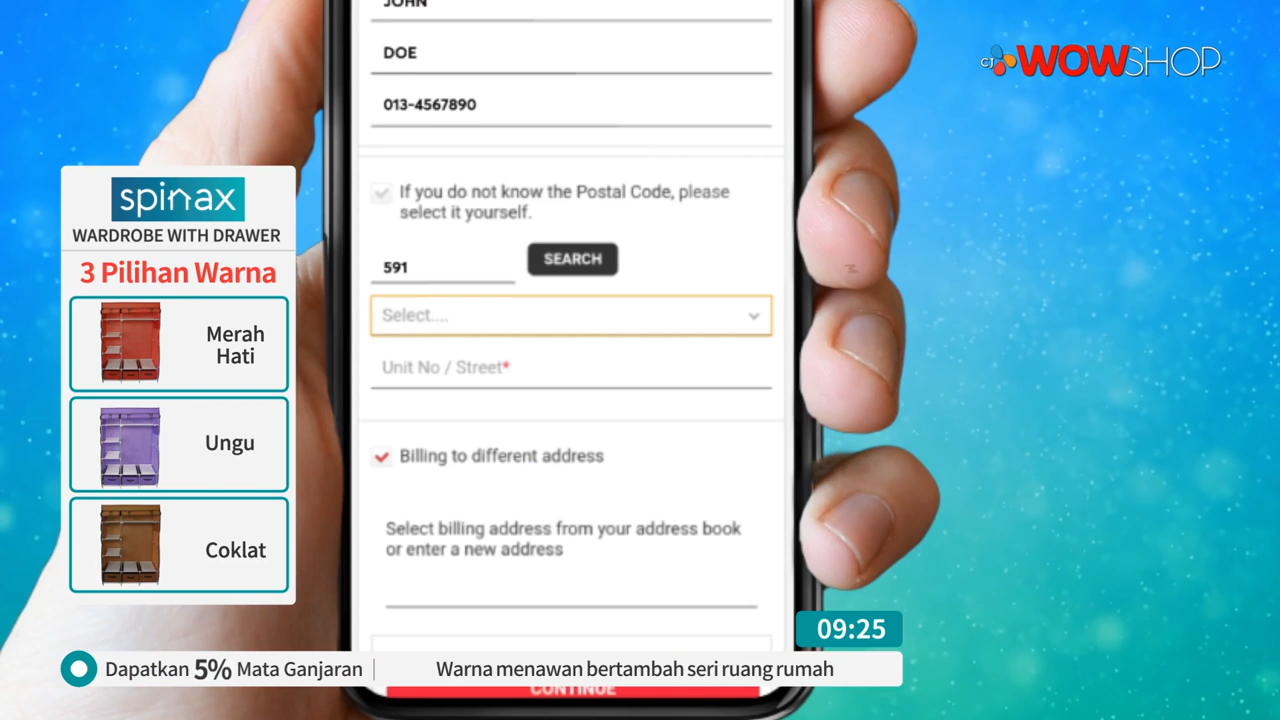 JOHN
DOE
013-4567890
CJ WOWSHOP
If you do not know the Postal Code, please
select it yourself.
591
SEARCH
Select....
Unit No / Street*
Billing to different address
Select billing address from your address book
or enter a new address
CONTINUE
spinax
WARDROBE WITH DRAWER
3 Pilihan Warna
Merah
Hati
Ungu
Coklat
09:25
Dapatkan 5% Mata Ganjaran
Warna menawan bertambah seri ruang rumah